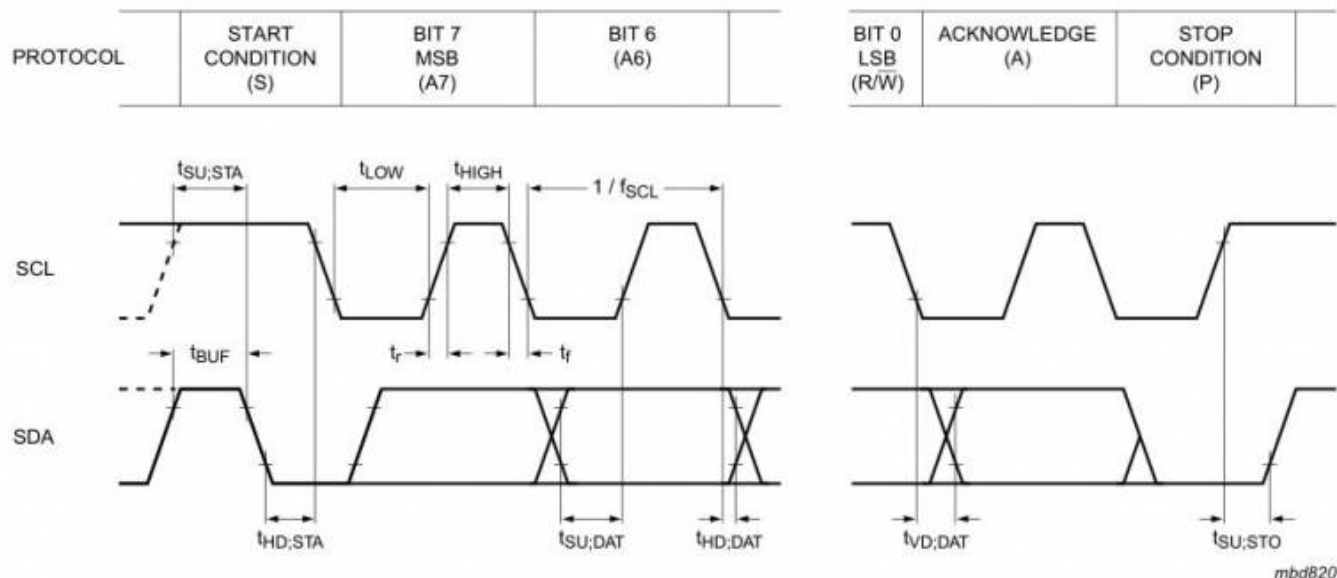 PROTOCOL
START
CONDITION
(S)
BIT 7
MSB
(A7)
BIT 6
(A6)
BIT 0
LSB
(R/W̅)
ACKNOWLEDGE
(A)
STOP
CONDITION
(P)
tSU;STA
tLOW
tHIGH
1 / fSCL
SCL
tBUF
tr
tf
SDA
tHD;STA
tSU;DAT
tHD;DAT
tVD;DAT
tSU;STO
mbd820